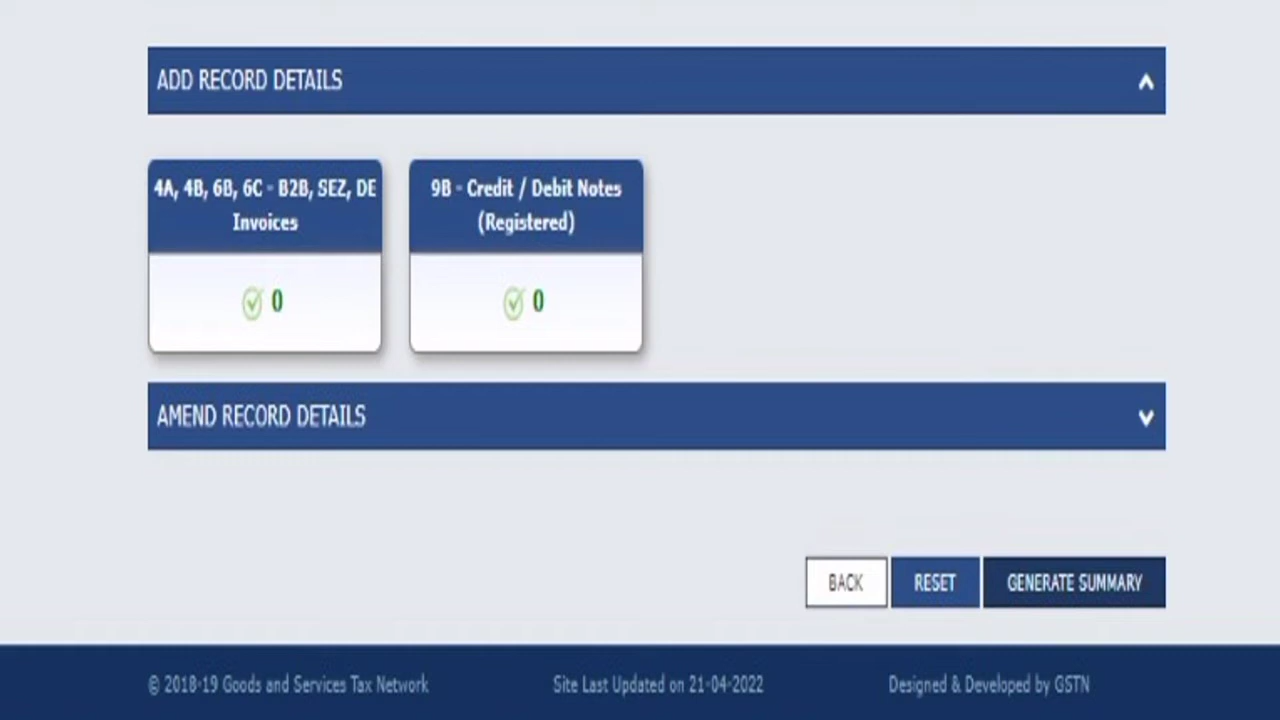 ADD RECORD DETAILS
4A, 4B, 6B, 6C - B2B, SEZ, DE
Invoices
0
9B - Credit / Debit Notes
(Registered)
0
AMEND RECORD DETAILS
BACK
RESET
GENERATE SUMMARY
© 2018-19 Goods and Services Tax Network
Site Last Updated on 21-04-2022
Designed & Developed by GSTN